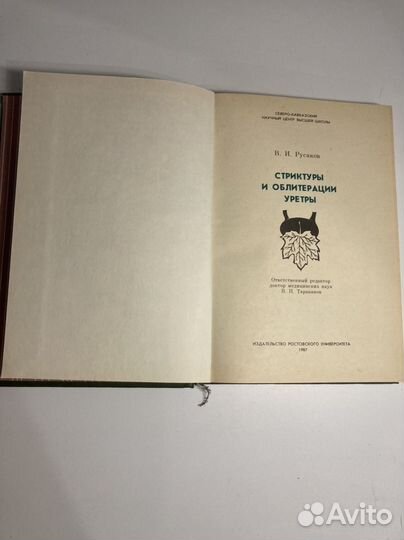 СЕВЕРО-КАВКАЗСКИЙ
НАУЧНЫЙ ЦЕНТР ВЫСШЕЙ ШКОЛЫ
В. И. Русаков
СТРИКТУРЫ
И ОБЛИТЕРАЦИИ
УРЕТРЫ
Ответственный редактор
доктор медицинских наук
В. П.
ИЗДАТЕЛЬСТВО РОСТОВСКОГО УНИВЕРСИТЕТА
1987
Avito